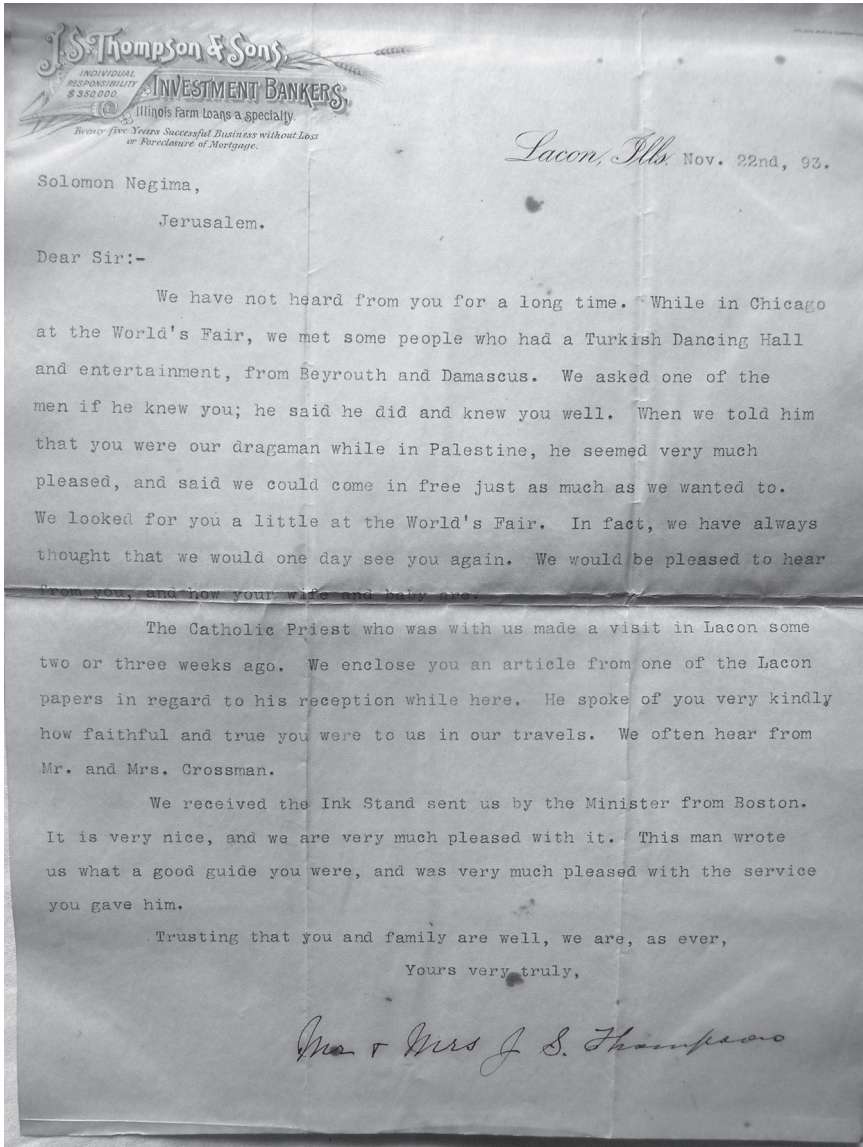 J. S. Thompson & Sons,
INDIVIDUAL
RESPONSIBILITY
$350,000.
INVESTMENT BANKERS,
Illinois Farm Loans a specialty.
Twenty five Years Successful Business without Loss
or Foreclosure of Mortgage.
Lacon, Ills. Nov. 22nd, 93.
Solomon Negima,
Jerusalem.
Dear Sir:-
We have not heard from you for a long time. While in Chicago
at the World's Fair, we met some people who had a Turkish Dancing Hall
and entertainment, from Beyrouth and Damascus. We asked one of the
men if he knew you; he said he did and knew you well. When we told him
that you were our dragaman while in Palestine, he seemed very much
pleased, and said we could come in free just as much as we wanted to.
We looked for you a little at the World's Fair. In fact, we have always
thought that we would one day see you again. We would be pleased to hear
from you, and how your wife and baby are.
The Catholic Priest who was with us made a visit in Lacon some
two or three weeks ago. We enclose you an article from one of the Lacon
papers in regard to his reception while here. He spoke of you very kindly
how faithful and true you were to us in our travels. We often hear from
Mr. and Mrs. Crossman.
We received the Ink Stand sent us by the Minister from Boston.
It is very nice, and we are very much pleased with it. This man wrote
us what a good guide you were, and was very much pleased with the service
you gave him.
Trusting that you and family are well, we are, as ever,
Yours very truly,
Mr & Mrs J S. Thompson